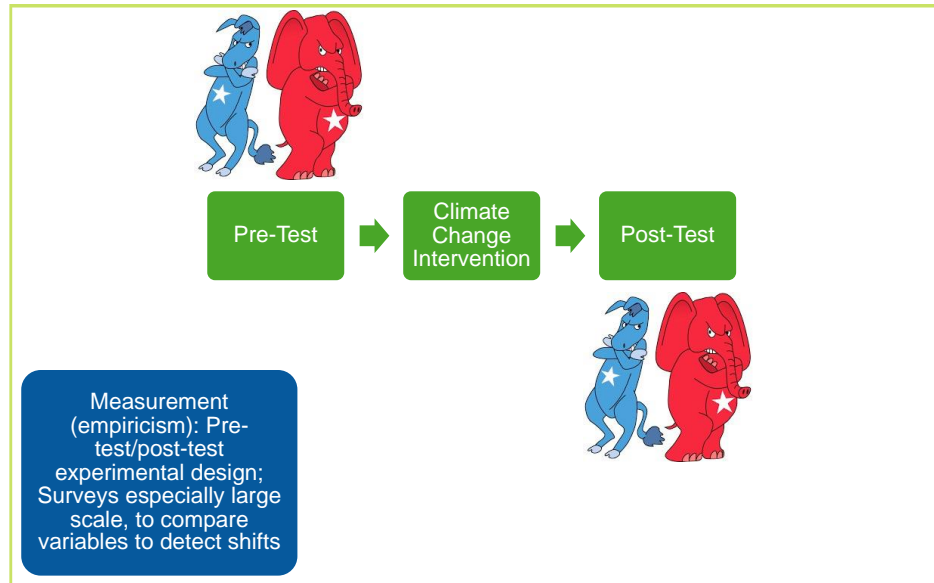 Pre-Test
Climate
Change
Intervention
Post-Test
Measurement
(empiricism): Pre-
test/post-test
experimental design;
Surveys especially large
scale, to compare
variables to detect shifts